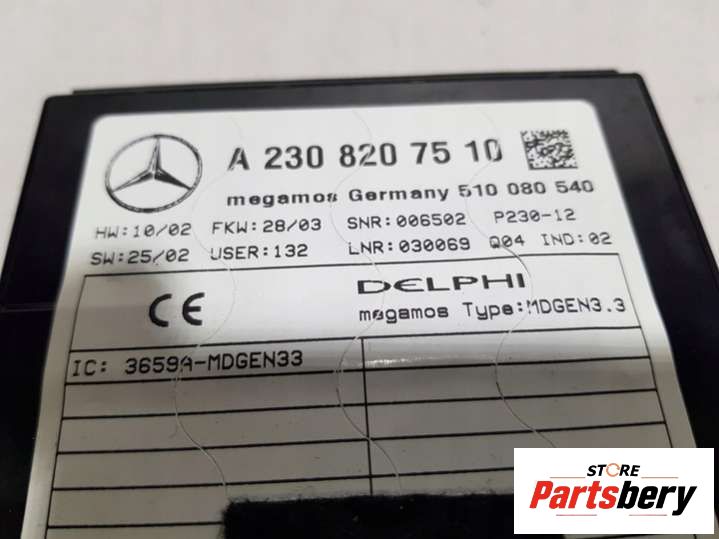 A 230 820 75 10
megamos Germany 510 080 540
HW:10/02 FKW:28/03 SNR:006502 P230-12
SW:25/02 USER:132 LNR:030069 Q04 IND:02
DELPHI
CE megamos Type:MDGEN3.3
IC: 3659A-MDGEN33
STORE
Partsbery